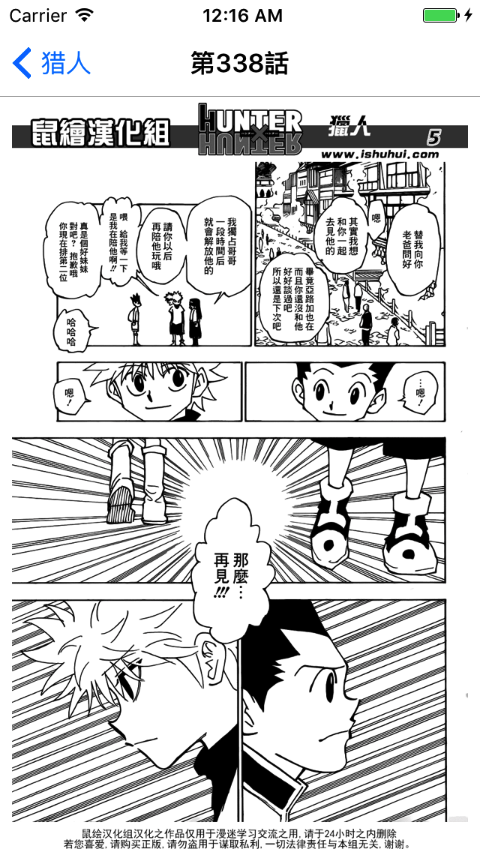 Carrier
12:16 AM
猎人
第338話
鼠繪漢化組
HUNTER
HUNTER
獵人
5
www.ishuhui.com
替我向你
老爸問好
嗯
其實我想
和你一起
去見他的
畢竟亞路加也在
而且你還沒和他
好好談過吧
所以還是下次吧
我獨占哥哥
一段時間后
就會解放他的
請你以后
再陪他玩哦
喂 給我等一下
是我在陪他啊!!
真是個好妹妹
對吧? 抱歉哦
你現在排第二位
哈哈哈
…嗯!
嗯!
那麼…
再見!!!
鼠绘汉化组汉化之作品仅用于漫迷学习交流之用,请于24小时之内删除
若您喜爱,请购买正版,请勿盗用于谋取私利,一切法律责任与本组无关,谢谢。